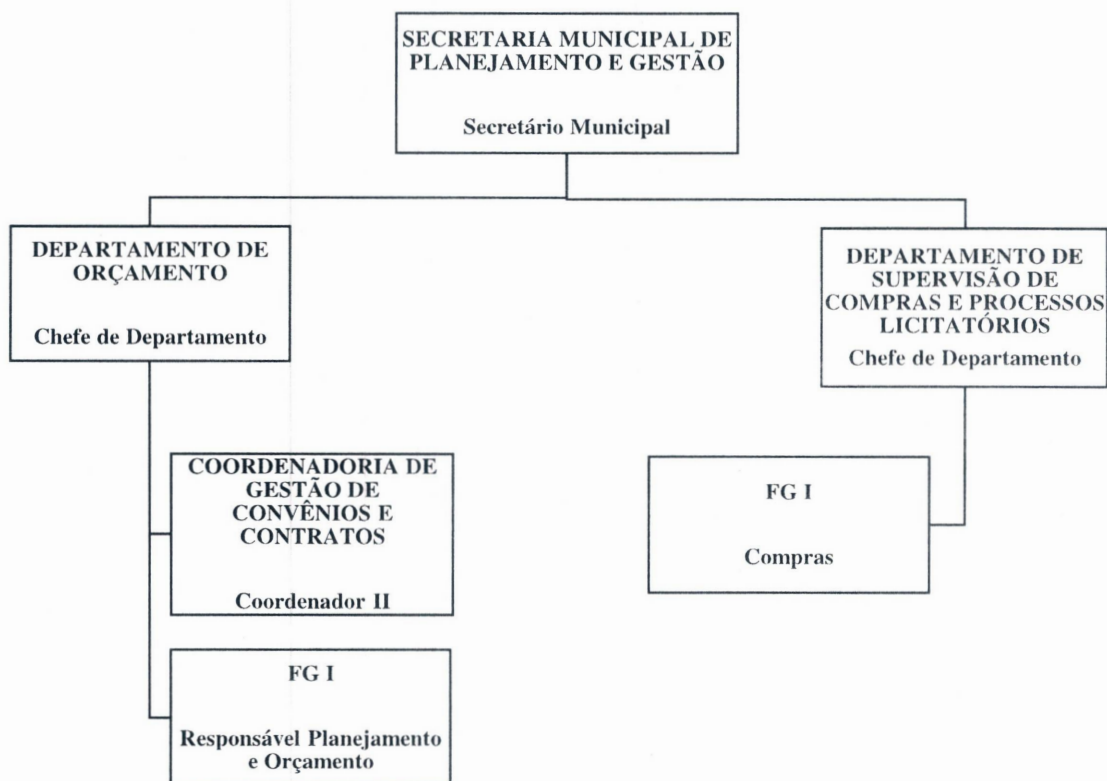 SECRETARIA MUNICIPAL DE
PLANEJAMENTO E GESTÃO
Secretário Municipal
DEPARTAMENTO DE
ORÇAMENTO
Chefe de Departamento
DEPARTAMENTO DE
SUPERVISÃO DE
COMPRAS E PROCESSOS
LICITATÓRIOS
Chefe de Departamento
COORDENADORIA DE
GESTÃO DE
CONVÊNIOS E
CONTRATOS
Coordenador II
FG I
Compras
FG I
Responsável Planejamento
e Orçamento